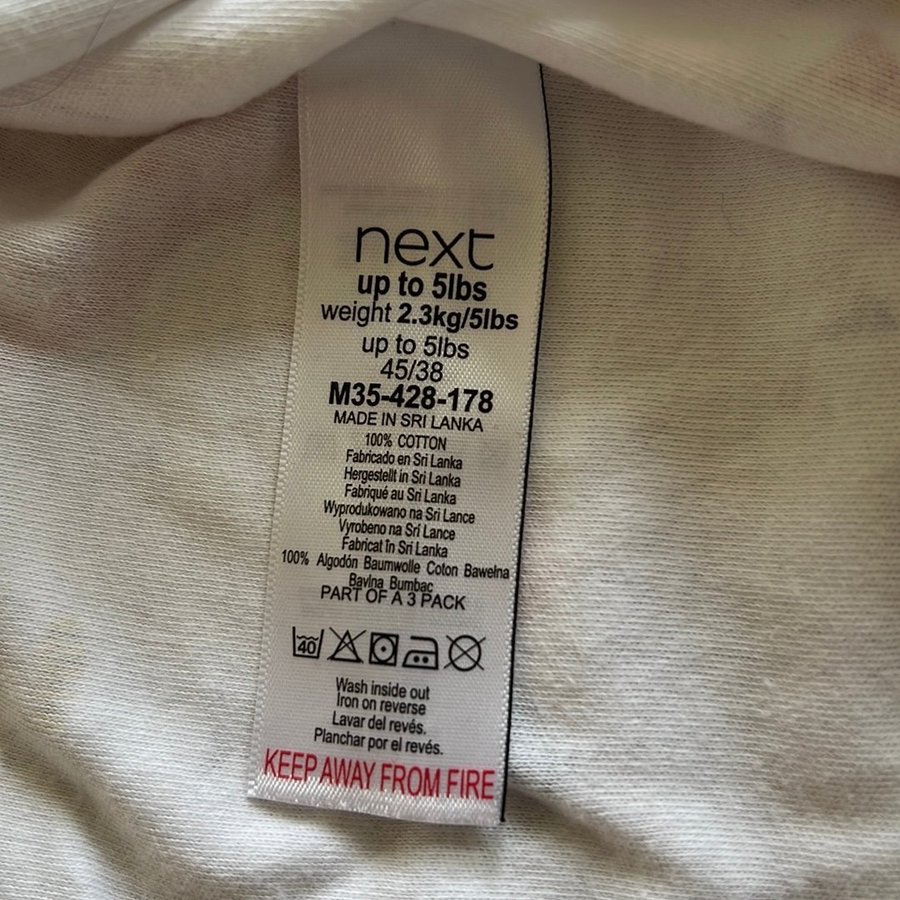 next
up to 5lbs
weight 2.3kg/5lbs
up to 5lbs
45/38
M35-428-178
MADE IN SRI LANKA
100% COTTON
Fabricado en Sri Lanka
Hergestellt in Sri Lanka
Fabriqué au Sri Lanka
Wyprodukowano na Sri Lance
Vyrobeno na Srí Lance
Fabricat în Sri Lanka
100% Algodón Baumwolle Coton Bawełna
Bavlna Bumbac
PART OF A 3 PACK
40
Wash inside out
Iron on reverse
Lavar del revés.
Planchar por el revés.
KEEP AWAY FROM FIRE